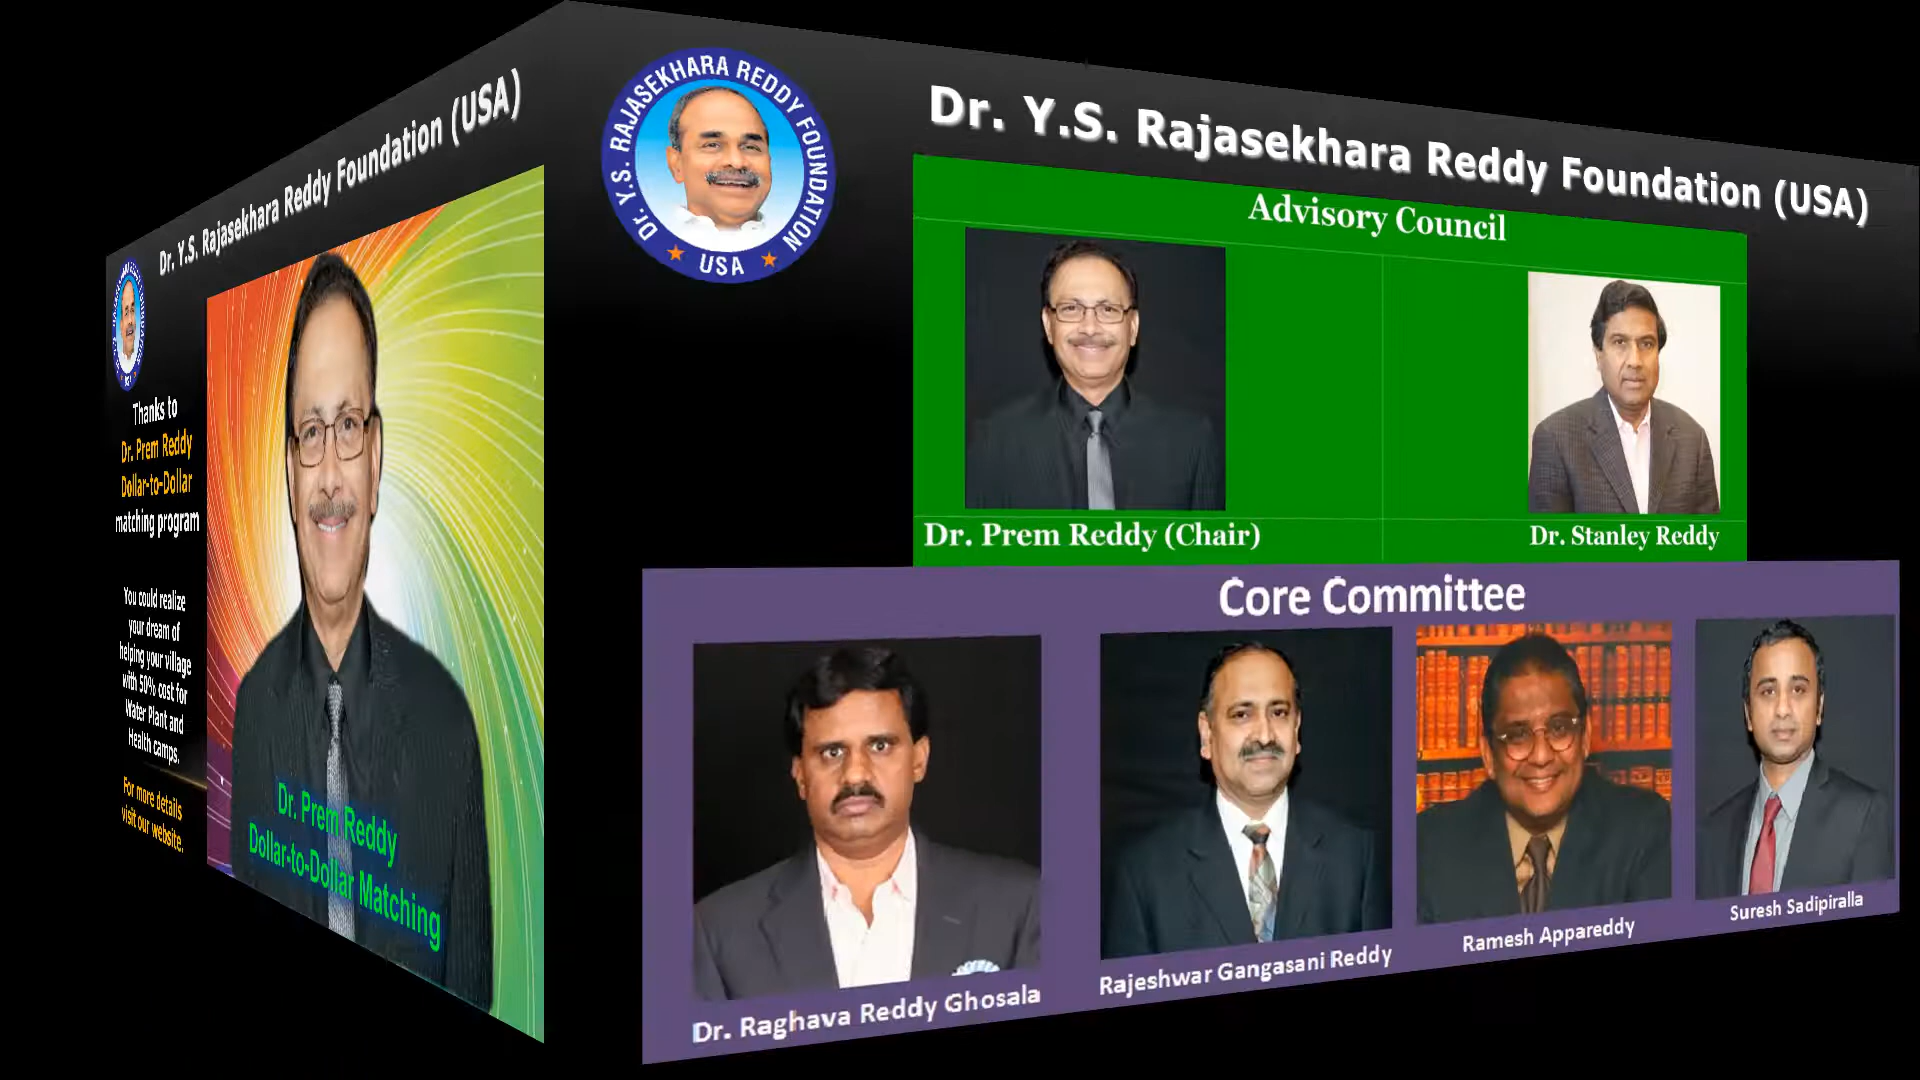 Dr. Y.S. Rajasekhara Reddy Foundation (USA)
Thanks to
Dr. Prem Reddy
Dollar-to-Dollar
matching program
You could realize
your dream of
helping your village
with 50% cost for
Water Plant and
Health camps.
For more details
visit our website.
Dr. Prem Reddy
Dollar-to-Dollar Matching
Dr. Y.S. RAJASEKHARA REDDY FOUNDATION
USA
Dr. Y.S. Rajasekhara Reddy Foundation (USA)
Advisory Council
Dr. Prem Reddy (Chair)
Dr. Stanley Reddy
Core Committee
Dr. Raghava Reddy Ghosala
Rajeshwar Gangasani Reddy
Ramesh Appareddy
Suresh Sadipiralla